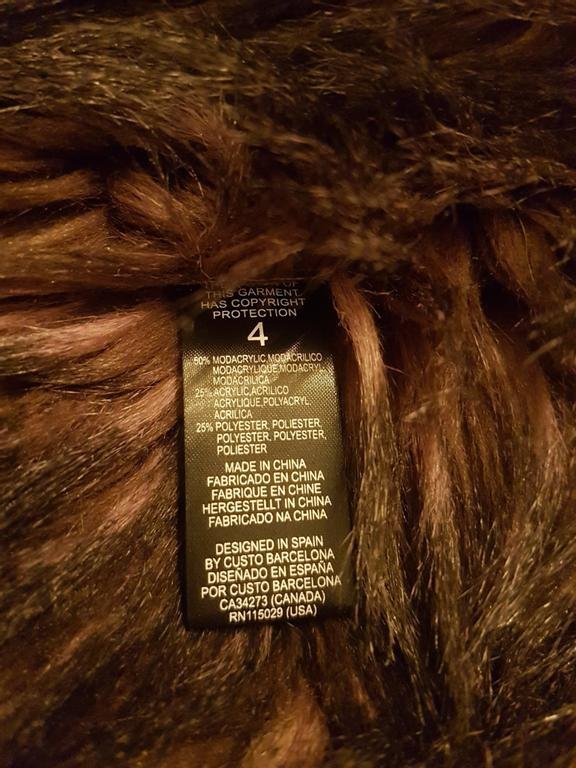 THIS GARMENT
HAS COPYRIGHT
PROTECTION
4
50% MODACRYLIC, MODACRILICO
MODACRYLIQUE, MODACRYL
MODACRILICA
25% ACRYLIC, ACRILICO
ACRYLIQUE, POLYACRYL
ACRILICA
25% POLYESTER, POLIESTER,
POLYESTER, POLYESTER,
POLIESTER
MADE IN CHINA
FABRICADO EN CHINA
FABRIQUE EN CHINE
HERGESTELLT IN CHINA
FABRICADO NA CHINA
DESIGNED IN SPAIN
BY CUSTO BARCELONA
DISEÑADO EN ESPAÑA
POR CUSTO BARCELONA
CA34273 (CANADA)
RN115029 (USA)